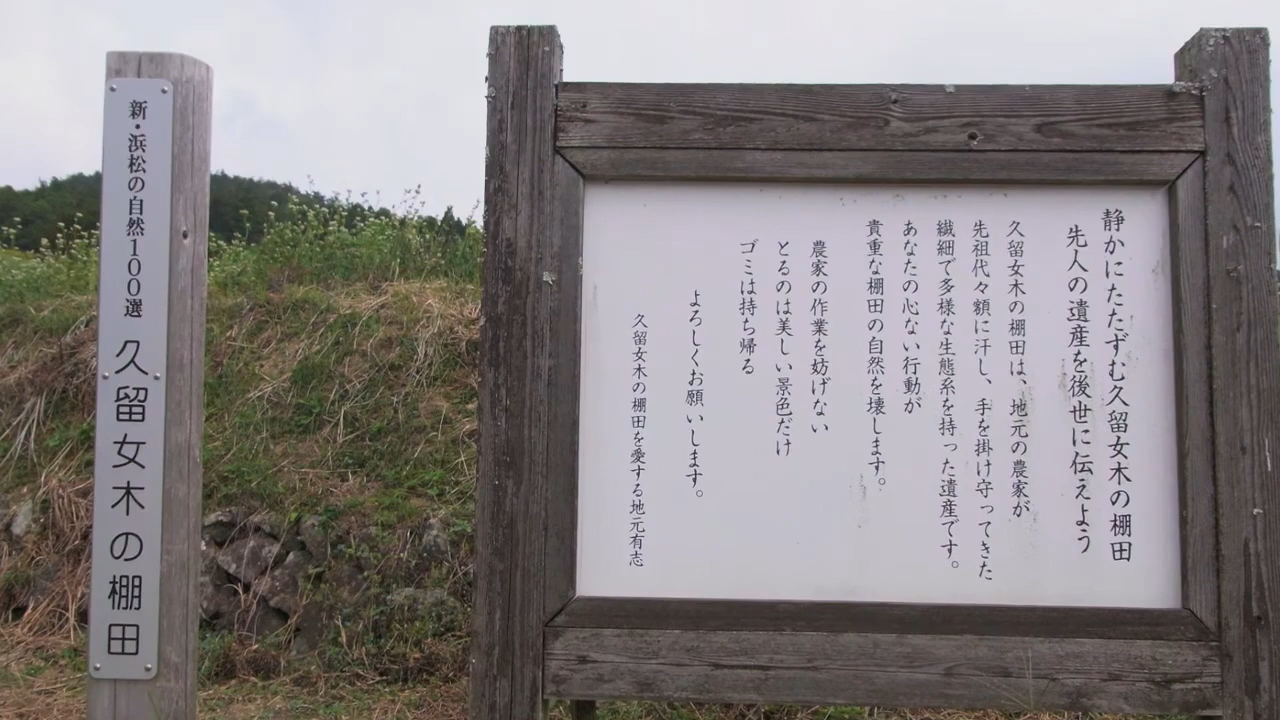 新・浜松の自然100選
久留女木の棚田
静かにたたずむ久留女木の棚田
先人の遺産を後世に伝えよう
久留女木の棚田は、地元の農家が
先祖代々額に汗し、手を掛け守ってきた
繊細で多様な生態系を持った遺産です。
あなたの心ない行動が
貴重な棚田の自然を壊します。
農家の作業を妨げない
とるのは美しい景色だけ
ゴミは持ち帰る
よろしくお願いします。
久留女木の棚田を愛する地元有志